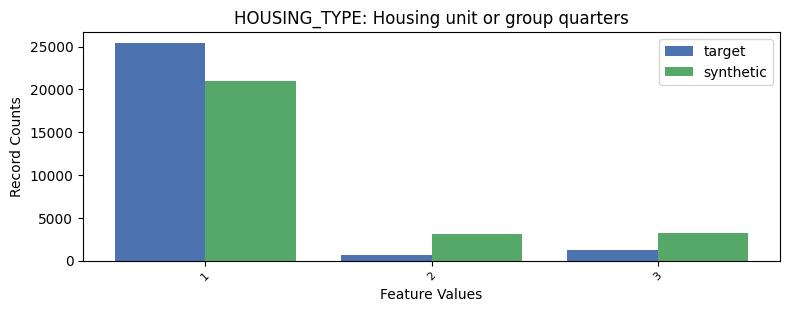 HOUSING_TYPE: Housing unit or group quarters
target
synthetic
Record Counts
25000
20000
15000
10000
5000
0
1
2
3
Feature Values